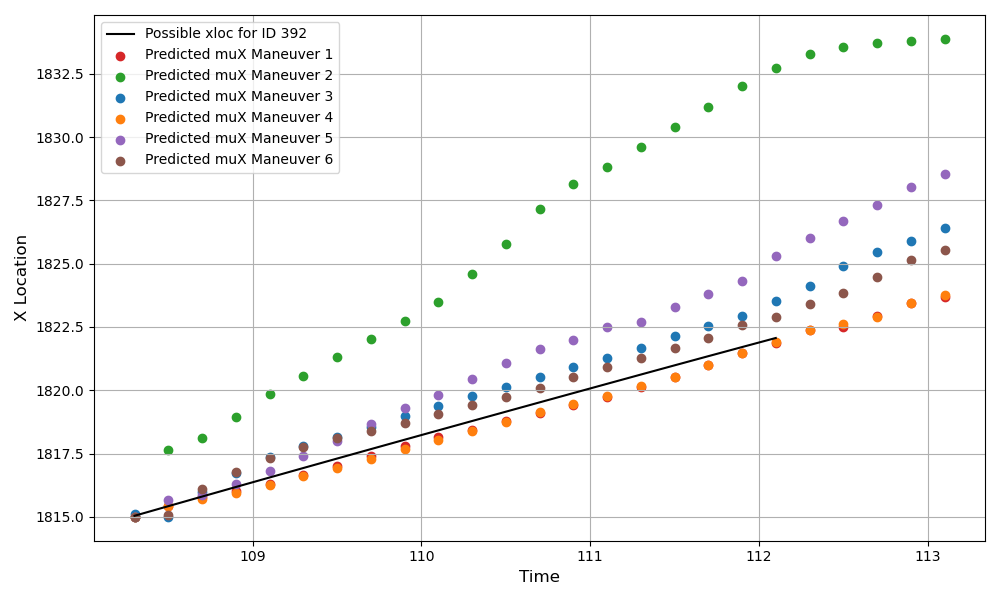 Possible xloc for ID 392
Predicted muX Maneuver 1
Predicted muX Maneuver 2
Predicted muX Maneuver 3
Predicted muX Maneuver 4
Predicted muX Maneuver 5
Predicted muX Maneuver 6
1832.5
1830.0
1827.5
1825.0
1822.5
1820.0
1817.5
1815.0
X Location
109 110 111 112 113
Time